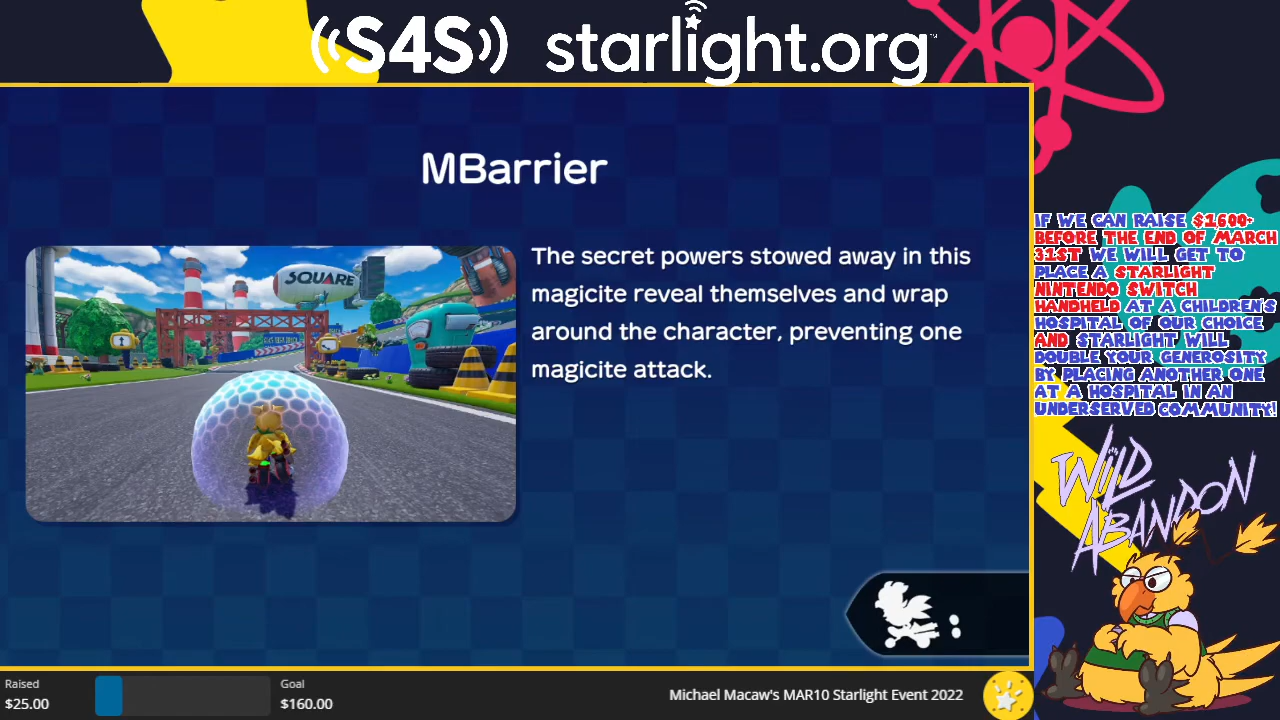 ((S4S)) starlight.org™
MBarrier
SQUARE
The secret powers stowed away in this
magicite reveal themselves and wrap
around the character, preventing one
magicite attack.
IF WE CAN RAISE $1600+
BEFORE THE END OF MARCH
31ST WE WILL GET TO
PLACE A STARLIGHT
NINTENDO SWITCH
HANDHELD AT A CHILDREN'S
HOSPITAL OF OUR CHOICE
AND STARLIGHT WILL
DOUBLE YOUR GENEROSITY
BY PLACING ANOTHER ONE
AT A HOSPITAL IN AN
UNDERSERVED COMMUNITY!
WILD
ABANDON
Raised
$25.00
Goal
$160.00
Michael Macaw's MAR10 Starlight Event 2022